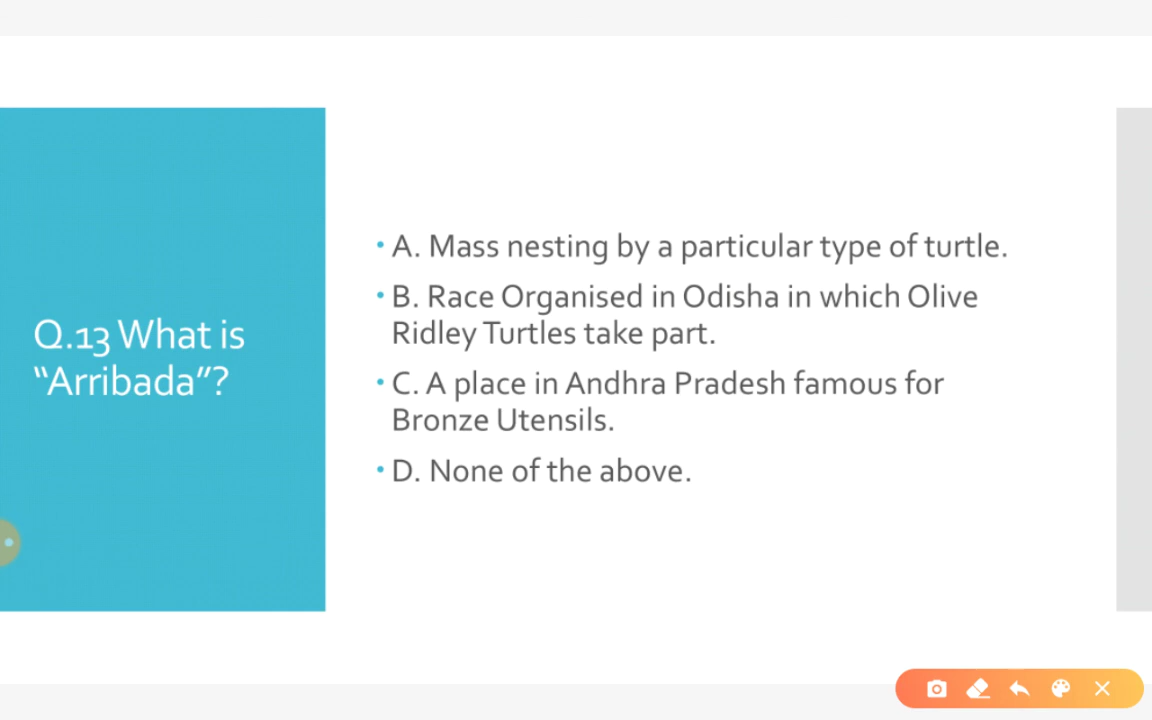 Q.13 What is
“Arribada”?
• A. Mass nesting by a particular type of turtle.
• B. Race Organised in Odisha in which Olive
Ridley Turtles take part.
• C. A place in Andhra Pradesh famous for
Bronze Utensils.
• D. None of the above.